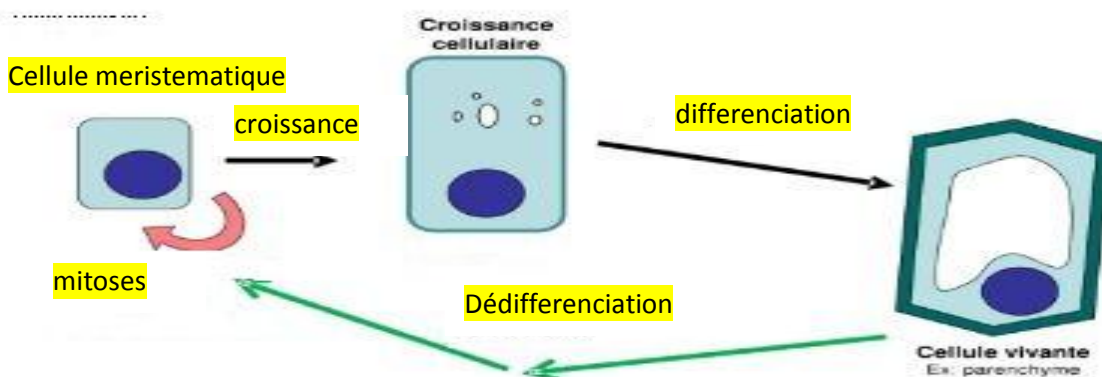 Croissance
cellulaire
Cellule meristematique
croissance
differenciation
mitoses
Dédifferenciation
Cellule vivante
Ex: parenchyme